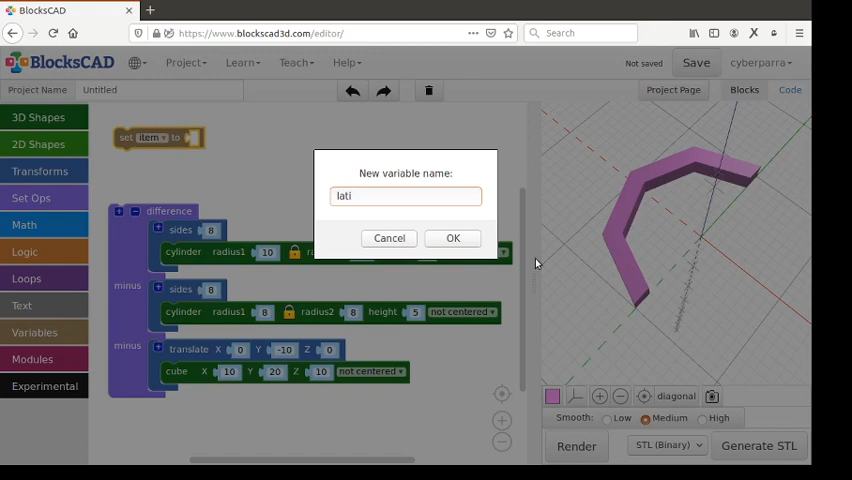 BlocksCAD
https://www.blockscad3d.com/editor/
Search
BlocksCAD
Project
Learn
Teach
Help
Not saved
Save
cyberparra
Project Name
Untitled
Project Page
Blocks
Code
3D Shapes
2D Shapes
Transforms
Set Ops
Math
Logic
Loops
Text
Variables
Modules
Experimental
set item to
New variable name:
lati
Cancel
OK
difference
sides 8
cylinder radius1 10
minus
sides 8
cylinder radius1 8 radius2 8 height 5 not centered
minus
translate X 0 Y -10 Z 0
cube X 10 Y 20 Z 10 not centered
diagonal
Smooth: Low Medium High
Render
STL (Binary)
Generate STL